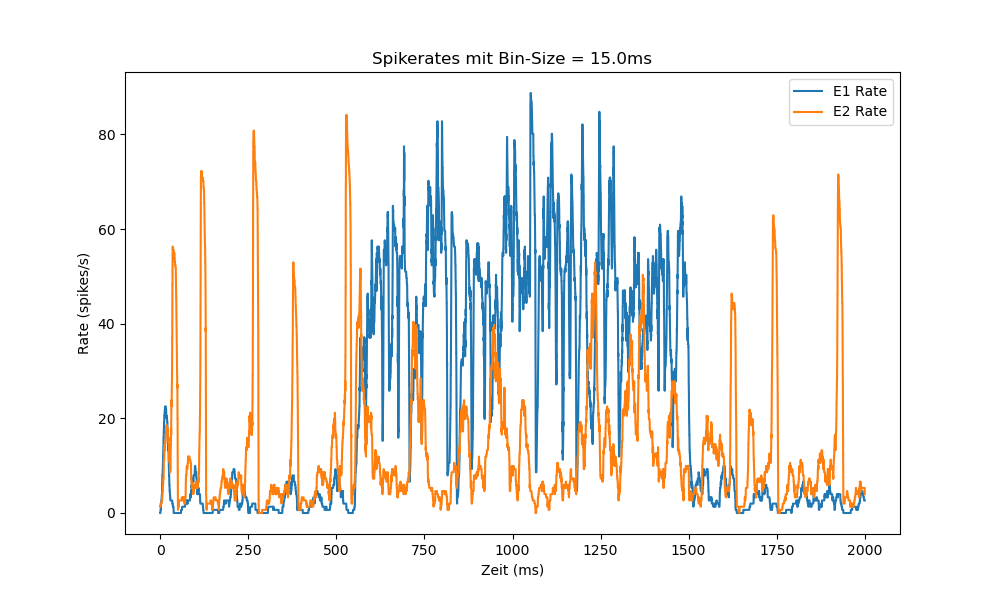 Spikerates mit Bin-Size = 15.0ms
E1 Rate
E2 Rate
Rate (spikes/s)
80
60
40
20
0
0 250 500 750 1000 1250 1500 1750 2000
Zeit (ms)